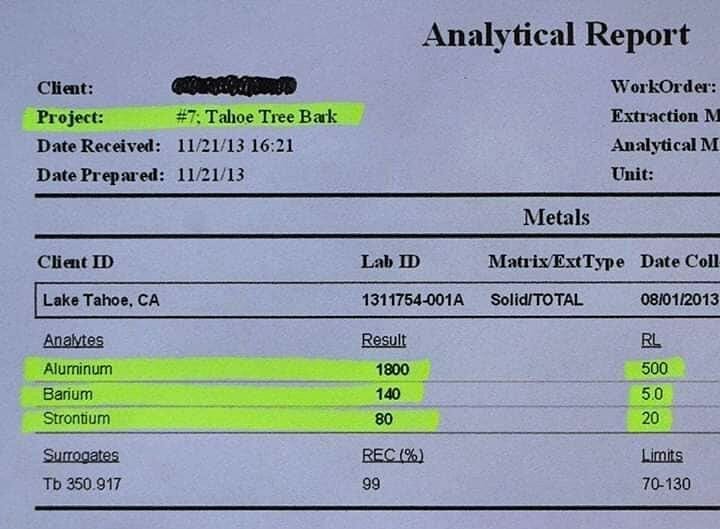 Analytical Report
Client: WorkOrder:
Project: #7; Tahoe Tree Bark Extraction M
Date Received: 11/21/13 16:21 Analytical M
Date Prepared: 11/21/13 Unit:
Metals
Client ID Lab ID Matrix/ExtType Date Coll
Lake Tahoe, CA 1311754-001A Solid/TOTAL 08/01/2013
Analytes Result RL
Aluminum 1800 500
Barium 140 5.0
Strontium 80 20
Surrogates REC (%) Limits
Tb 350.917 99 70-130